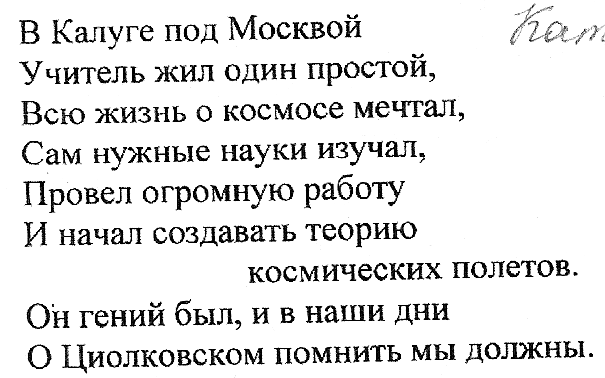 В Калуге под Москвой
Учитель жил один простой,
Всю жизнь о космосе мечтал,
Сам нужные науки изучал,
Провел огромную работу
И начал создавать теорию
космических полетов.
Он гений был, и в наши дни
О Циолковском помнить мы должны.